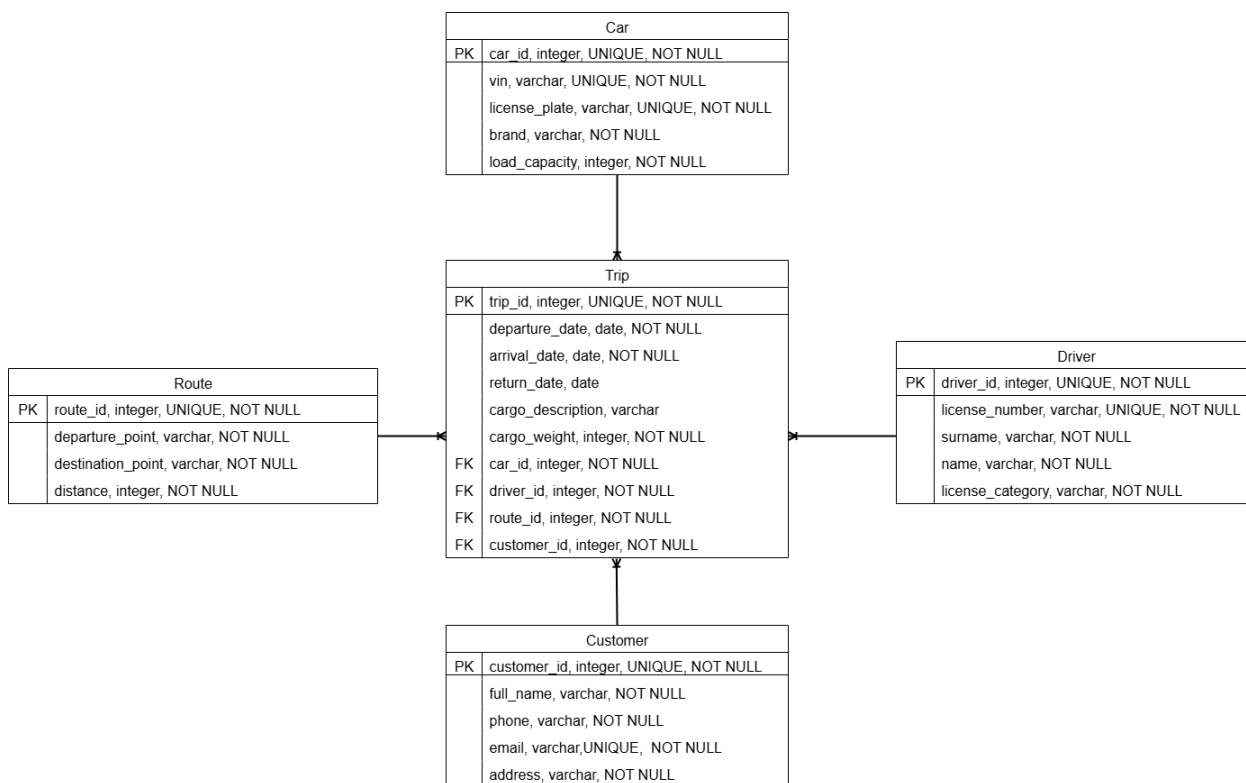 Car
PK car_id, integer, UNIQUE, NOT NULL
vin, varchar, UNIQUE, NOT NULL
license_plate, varchar, UNIQUE, NOT NULL
brand, varchar, NOT NULL
load_capacity, integer, NOT NULL
Trip
PK trip_id, integer, UNIQUE, NOT NULL
departure_date, date, NOT NULL
arrival_date, date, NOT NULL
return_date, date
cargo_description, varchar
cargo_weight, integer, NOT NULL
FK car_id, integer, NOT NULL
FK driver_id, integer, NOT NULL
FK route_id, integer, NOT NULL
FK customer_id, integer, NOT NULL
Route
PK route_id, integer, UNIQUE, NOT NULL
departure_point, varchar, NOT NULL
destination_point, varchar, NOT NULL
distance, integer, NOT NULL
Driver
PK driver_id, integer, UNIQUE, NOT NULL
license_number, varchar, UNIQUE, NOT NULL
surname, varchar, NOT NULL
name, varchar, NOT NULL
license_category, varchar, NOT NULL
Customer
PK customer_id, integer, UNIQUE, NOT NULL
full_name, varchar, NOT NULL
phone, varchar, NOT NULL
email, varchar,UNIQUE, NOT NULL
address, varchar, NOT NULL